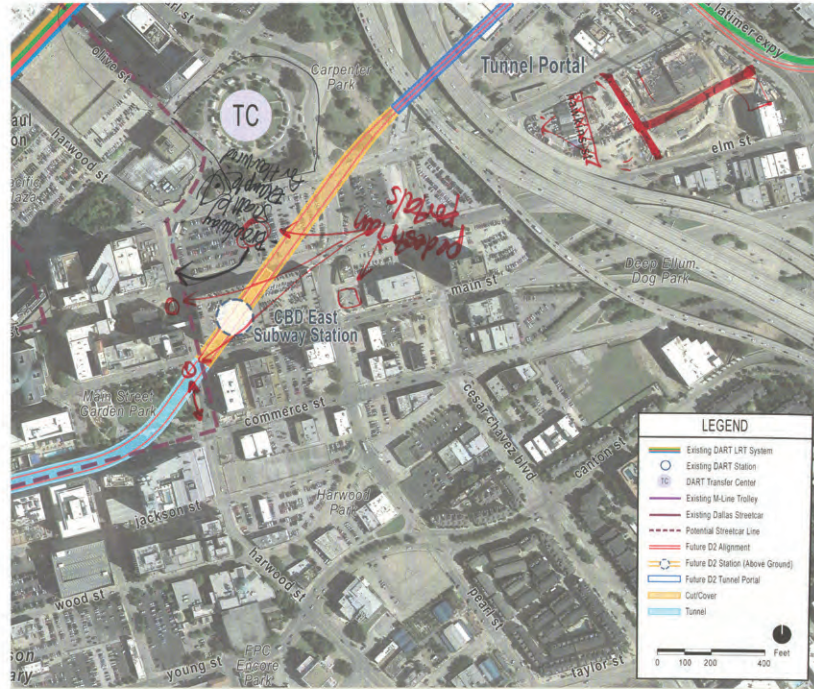 latimer-expy
olive st
Carpenter
Park
Tunnel Portal
TC
harwood st
elm st
pedestrian
portals
main st
Deep Ellum
Dog Park
CBD East
Subway Station
Main Street
Garden Park
commerce st
cesar chavez blvd
canton st
Harwood
Park
jackson st
harwood st
wood st
pearl st
young st
EPC
Encore
Park
taylor st
LEGEND
Existing DART LRT System
Existing DART Station
TC DART Transfer Center
Existing M-Line Trolley
Existing Dallas Streetcar
Potential Streetcar Line
Future D2 Alignment
Future D2 Station (Above Ground)
Future D2 Tunnel Portal
Cut/Cover
Tunnel
Feet
0 100 200 400